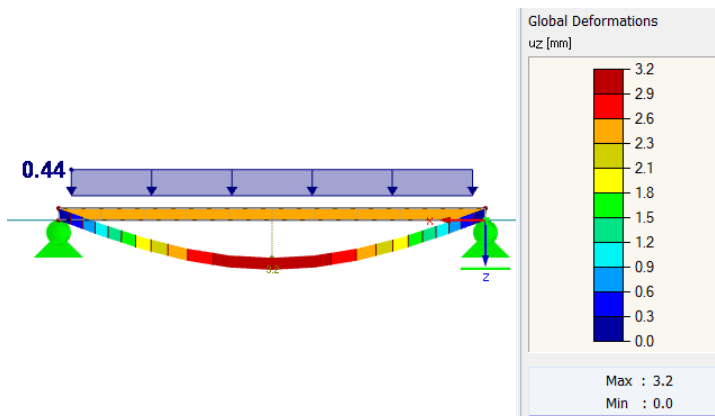 Global Deformations
uz [mm]
3.2
2.9
2.6
2.3
2.1
1.8
1.5
1.2
0.9
0.6
0.3
0.0
0.44
x
3.2
z
Max : 3.2
Min : 0.0